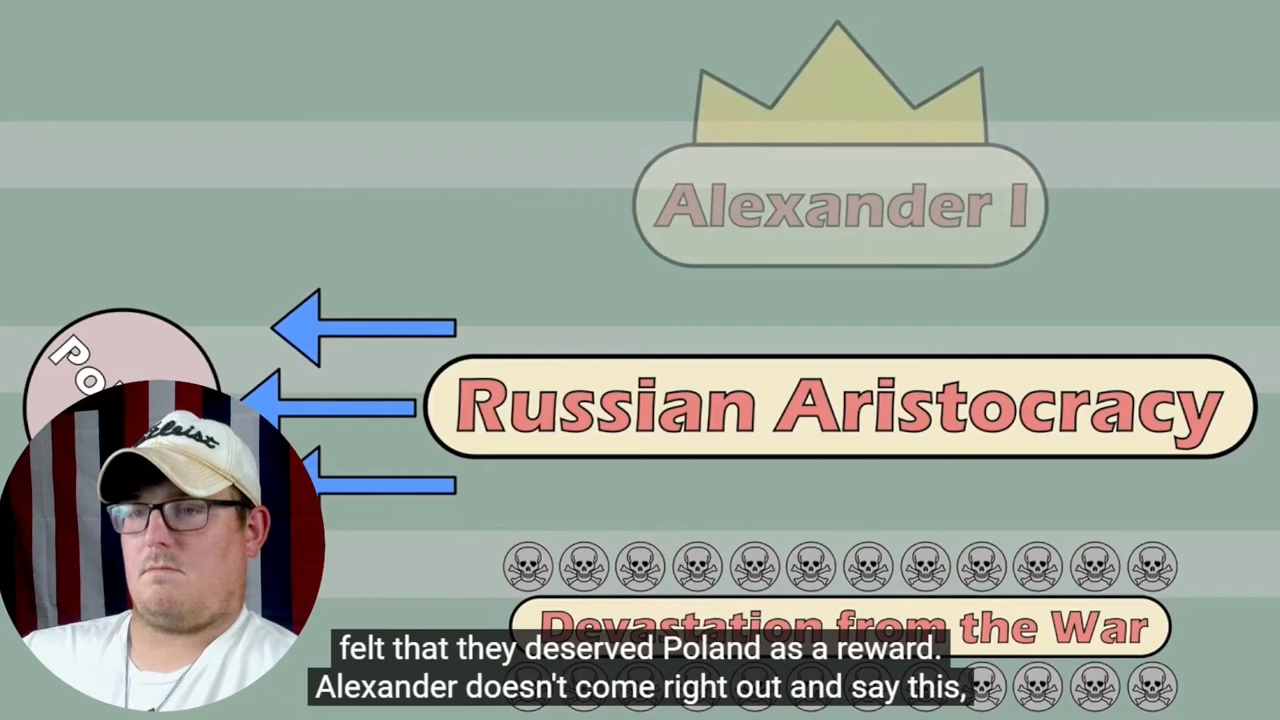 Alexander I
Russian Aristocracy
Titleist
Devastation from the War
felt that they deserved Poland as a reward.
Alexander doesn't come right out and say this,